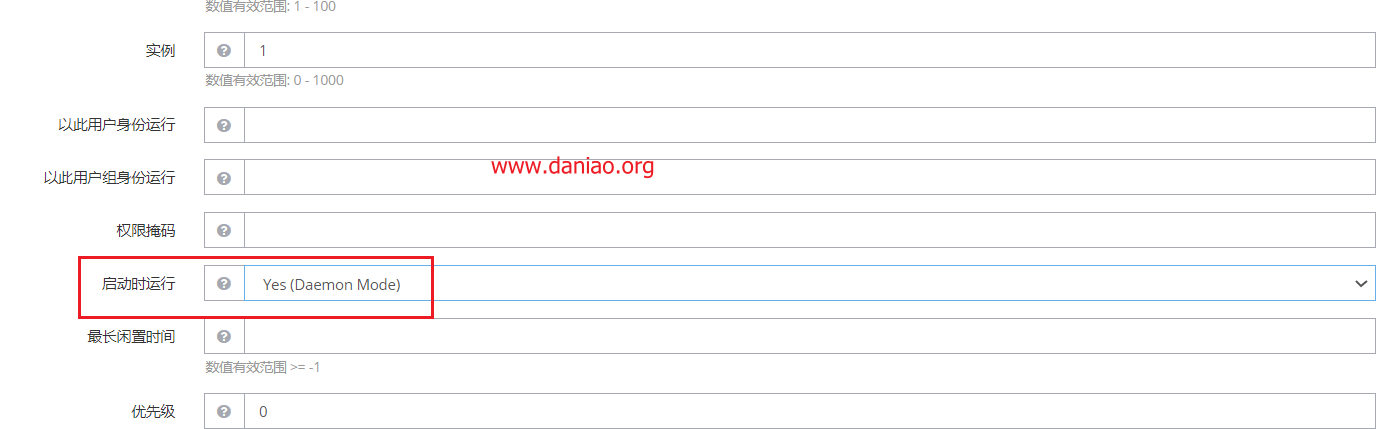 数值有效范围: 1 - 100
实例
1
数值有效范围: 0 - 1000
以此用户身份运行
www.daniao.org
以此用户组身份运行
权限掩码
启动时运行
Yes (Daemon Mode)
最长闲置时间
数值有效范围 >= -1
优先级
0